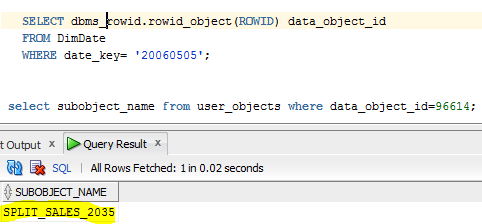 SELECT dbms_rowid.rowid_object(ROWID) data_object_id
FROM DimDate
WHERE date_key= '20060505';
select subobject_name from user_objects where data_object_id=96614;
t Output × Query Result ×
SQL | All Rows Fetched: 1 in 0.02 seconds
SUBOBJECT_NAME
SPLIT_SALES_2035